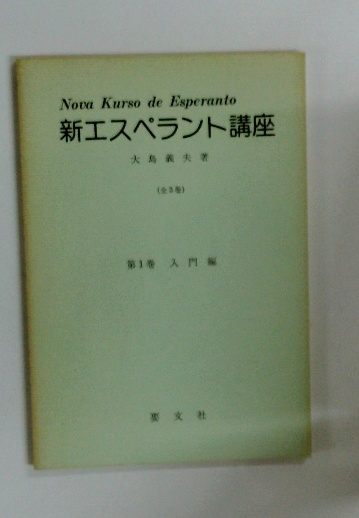 Nova Kurso de Esperanto
新エスペラント講座
大島義夫著
(全3巻)
第1巻 入門編
要文社